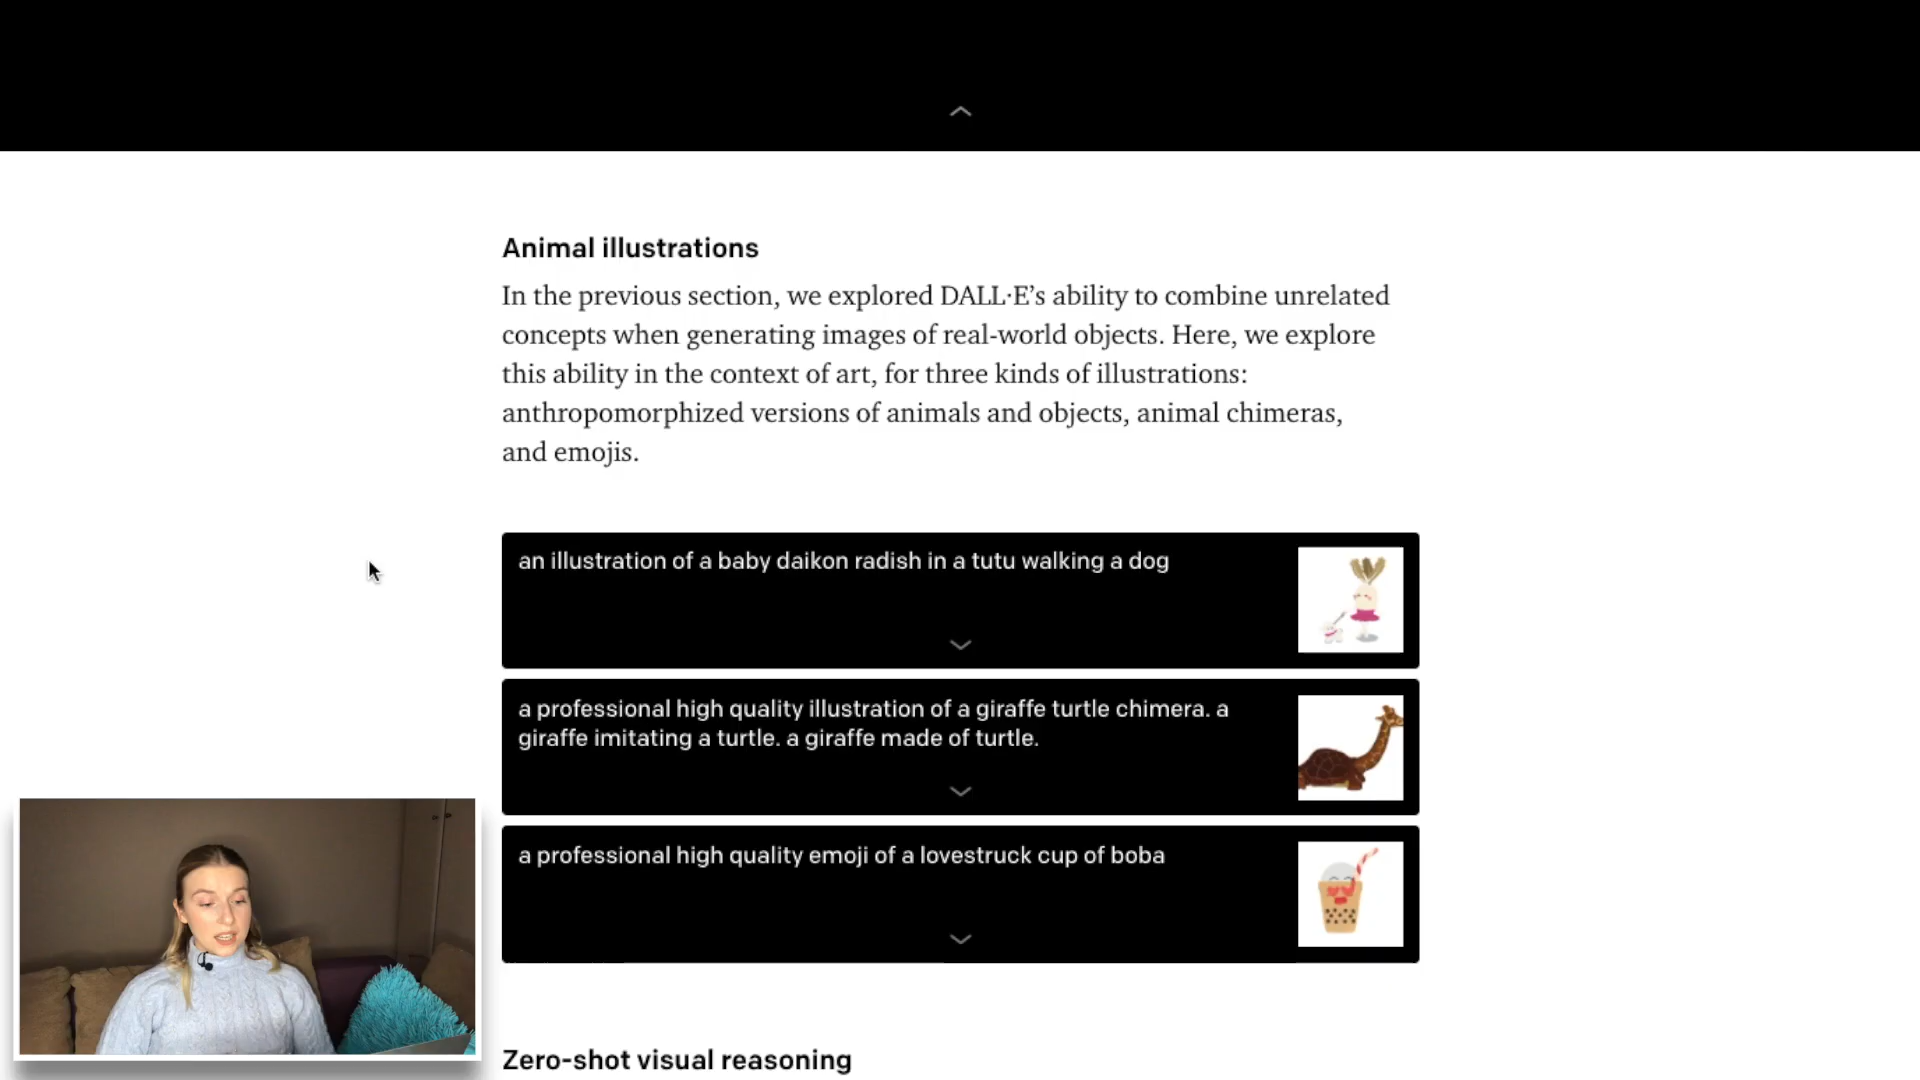 Animal illustrations
In the previous section, we explored DALL·E’s ability to combine unrelated
concepts when generating images of real-world objects. Here, we explore
this ability in the context of art, for three kinds of illustrations:
anthropomorphized versions of animals and objects, animal chimeras,
and emojis.
an illustration of a baby daikon radish in a tutu walking a dog
a professional high quality illustration of a giraffe turtle chimera. a
giraffe imitating a turtle. a giraffe made of turtle.
a professional high quality emoji of a lovestruck cup of boba
Zero-shot visual reasoning